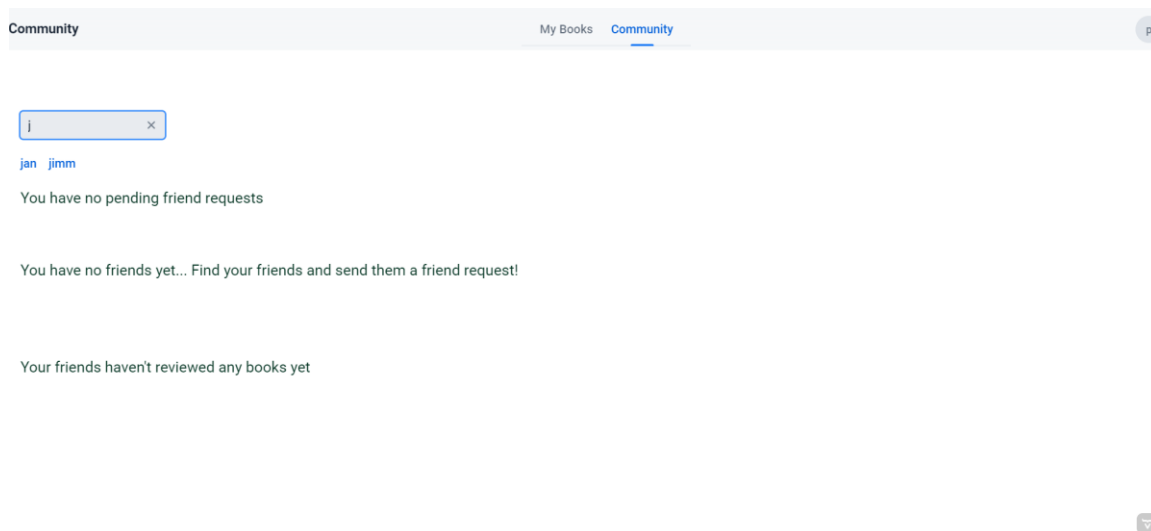 Community My Books Community p
j ×
jan jimm
You have no pending friend requests
You have no friends yet... Find your friends and send them a friend request!
Your friends haven't reviewed any books yet